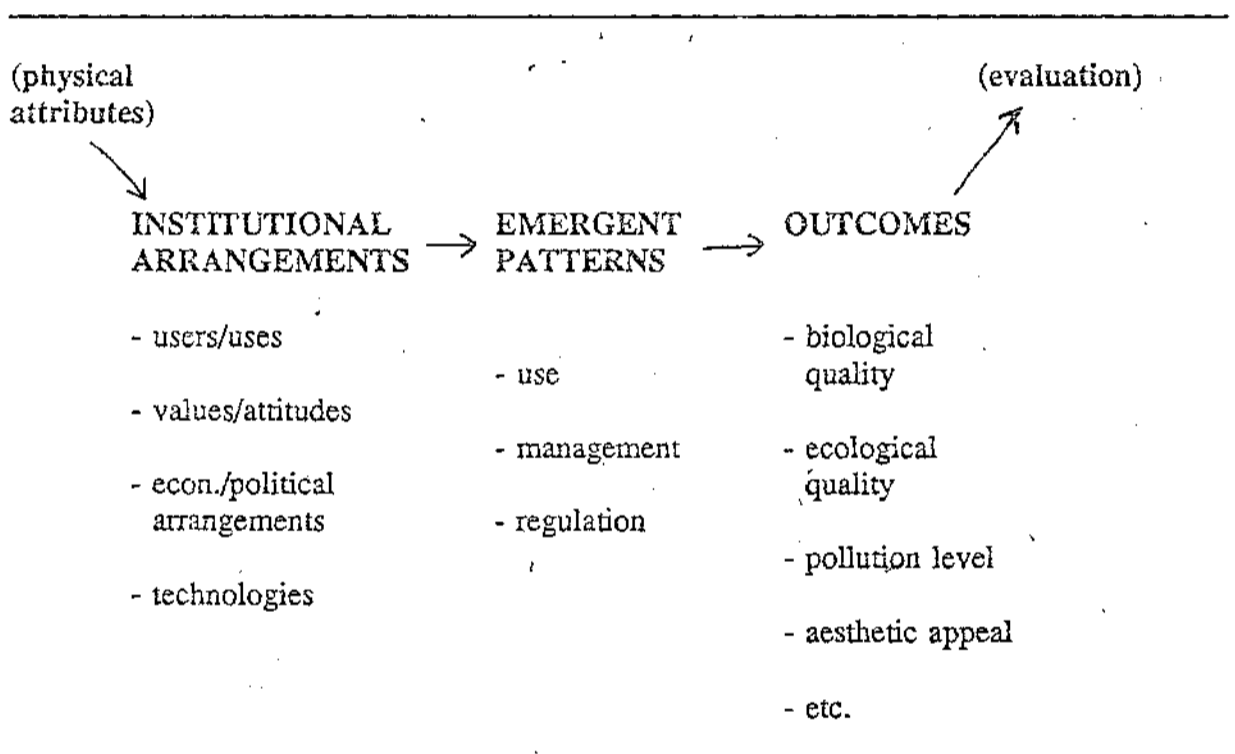 (physical
attributes)
(evaluation)
INSTITUTIONAL
ARRANGEMENTS
EMERGENT
PATTERNS
OUTCOMES
- users/uses
- values/attitudes
- econ./political
arrangements
- technologies
- use
- management
- regulation
- biological
quality
- ecological
quality
- pollution level
- aesthetic appeal
- etc.